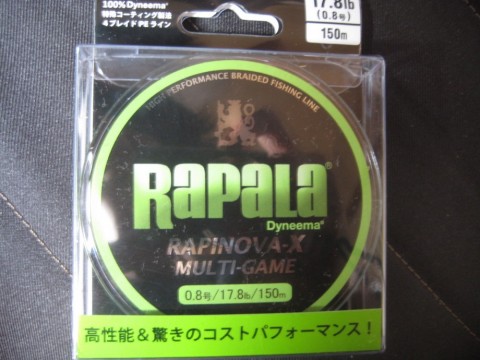 100% Dyneema®
特殊コーティング製法
4ブレイドPEライン
17.8lb
(0.8号)
150m
HIGH PERFORMANCE BRAIDED FISHING LINE
RAPALA
Dyneema®
RAPINOVA-X
MULTI-GAME
0.8号/17.8lb/150m
高性能&驚きのコストパフォーマンス!